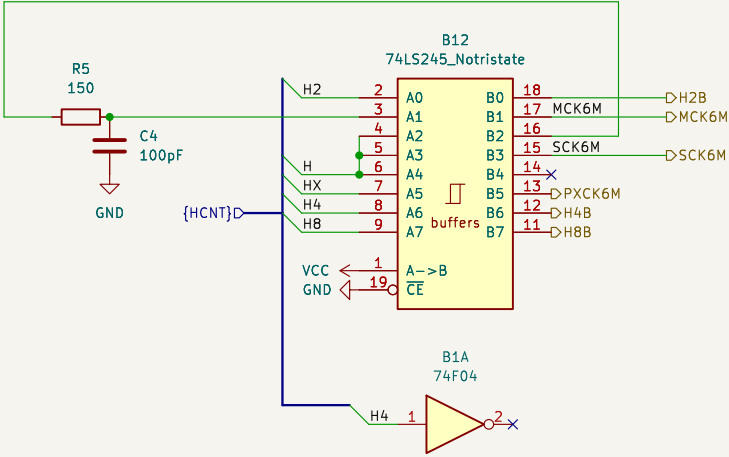 B12
74LS245_Notristate
R5
150
C4
100pF
GND
H2
H
HX
H4
H8
{HCNT}
2 A0 B0 18 H2B
3 A1 B1 17 MCK6M MCK6M
4 A2 B2 16
5 A3 B3 15 SCK6M SCK6M
6 A4 B4 14
7 A5 B5 13 PXCK6M
8 A6 B6 12 H4B
9 A7 B7 11 H8B
buffers
VCC 1 A->B
GND 19 CE
B1A
74F04
H4 1 2